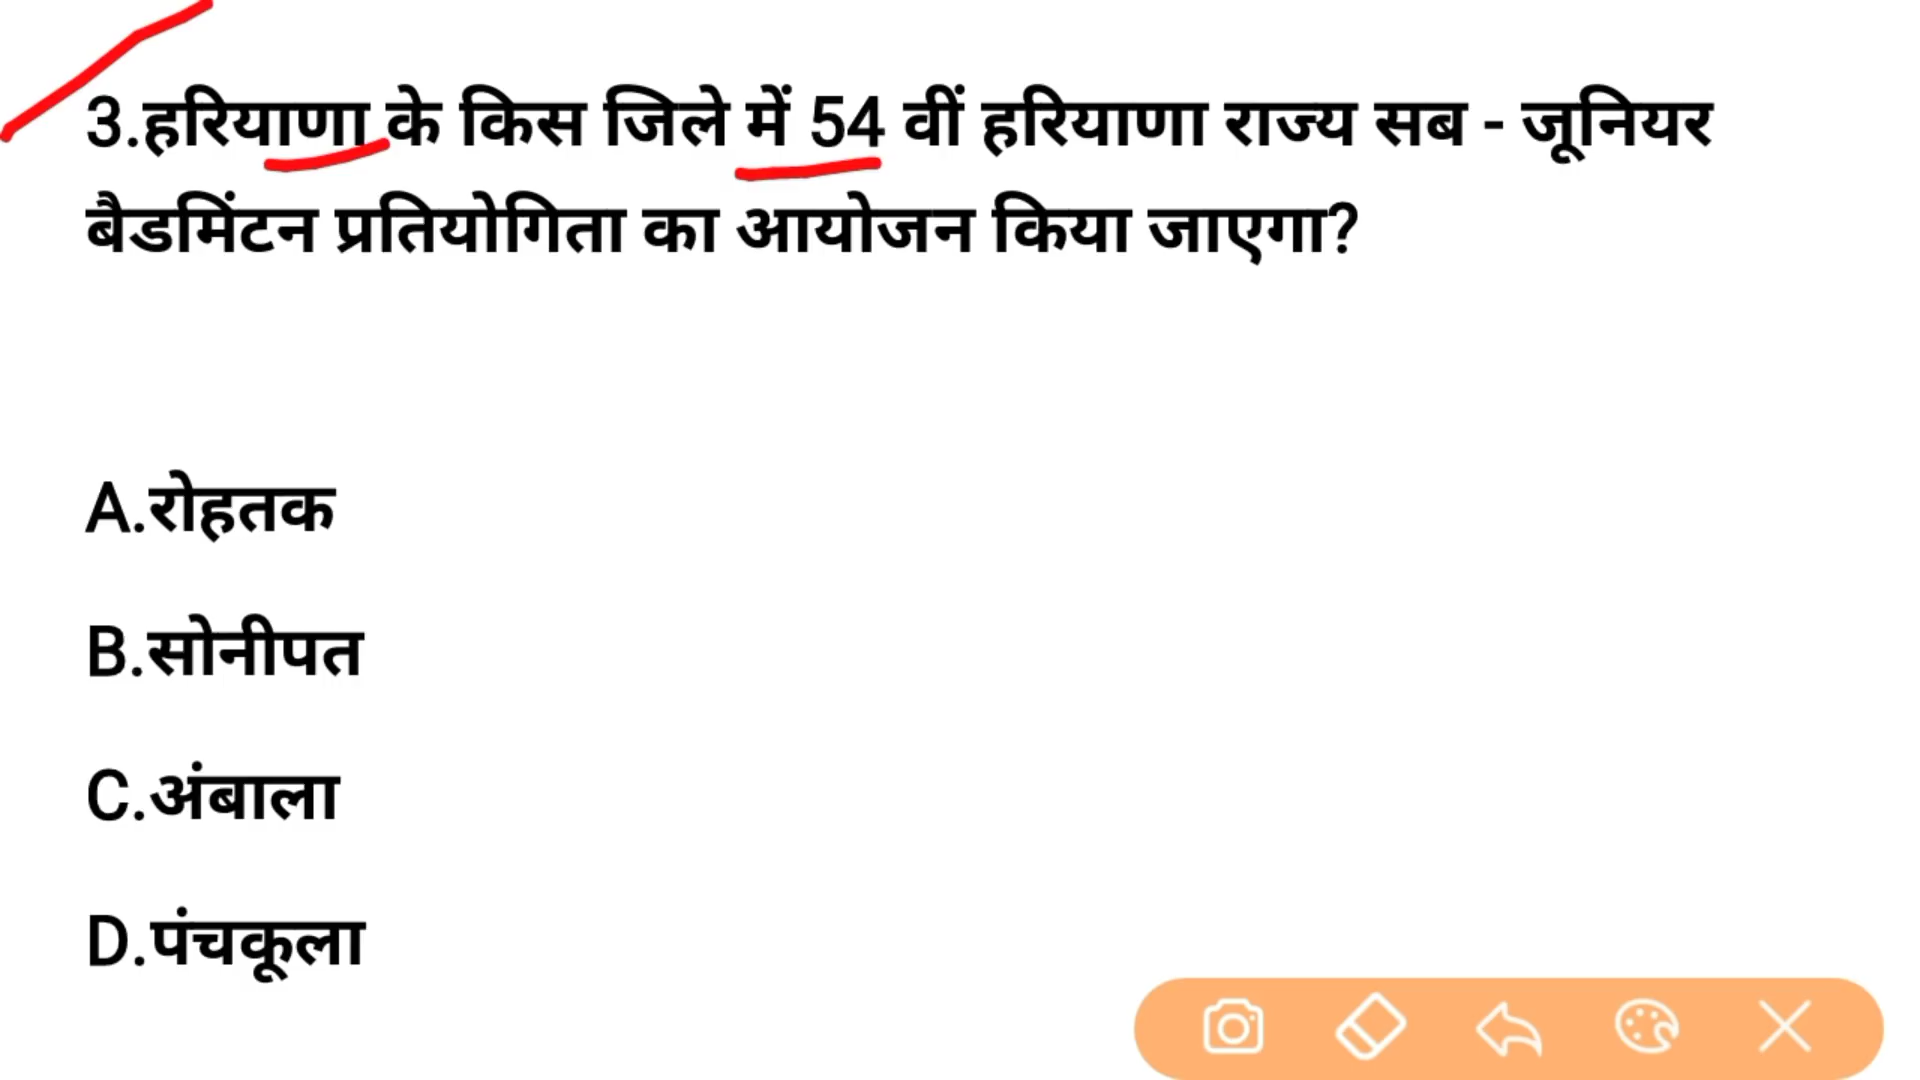 3.हरियाणा के किस जिले में 54 वीं हरियाणा राज्य सब - जूनियर
बैडमिंटन प्रतियोगिता का आयोजन किया जाएगा?
A.रोहतक
B.सोनीपत
C.अंबाला
D.पंचकूला